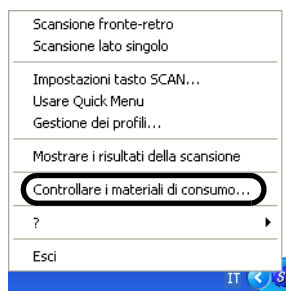 Scansione fronte-retro
Scansione lato singolo
Impostazioni tasto SCAN...
Usare Quick Menu
Gestione dei profili...
Mostrare i risultati della scansione
Controllare i materiali di consumo...
?
Esci
IT
S